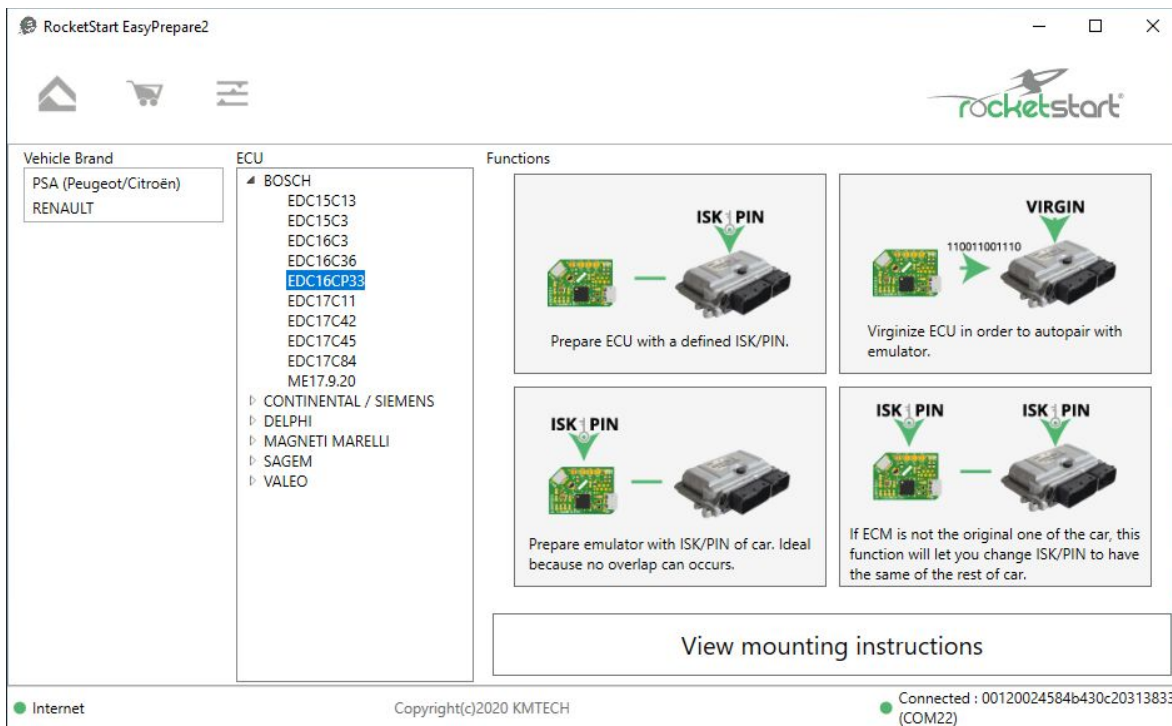 RocketStart EasyPrepare2
rocketstart®
Vehicle Brand
PSA (Peugeot/Citroën)
RENAULT
ECU
BOSCH
EDC15C13
EDC15C3
EDC16C3
EDC16C36
EDC16CP33
EDC17C11
EDC17C42
EDC17C45
EDC17C84
ME17.9.20
CONTINENTAL / SIEMENS
DELPHI
MAGNETI MARELLI
SAGEM
VALEO
Functions
ISK PIN
Prepare ECU with a defined ISK/PIN.
VIRGIN
110011001110
Virginize ECU in order to autopair with
emulator.
ISK PIN
Prepare emulator with ISK/PIN of car. Ideal
because no overlap can occurs.
ISK PIN ISK PIN
If ECM is not the original one of the car, this
function will let you change ISK/PIN to have
the same of the rest of car.
View mounting instructions
Internet
Copyright(c)2020 KMTECH
Connected : 00120024584b430c20313833
(COM22)